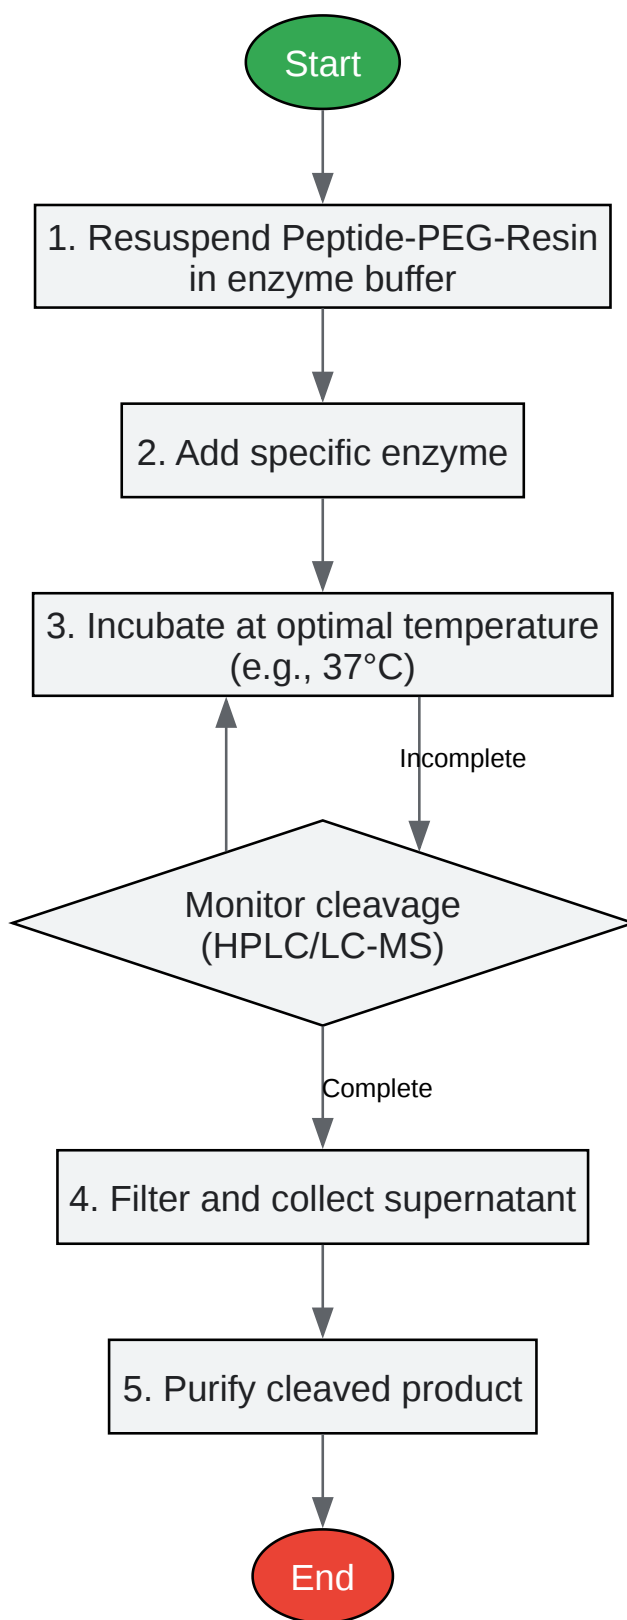 Start
1. Resuspend Peptide-PEG-Resin
in enzyme buffer
2. Add specific enzyme
3. Incubate at optimal temperature
(e.g., 37°C)
Incomplete
Monitor cleavage
(HPLC/LC-MS)
Complete
4. Filter and collect supernatant
5. Purify cleaved product
End